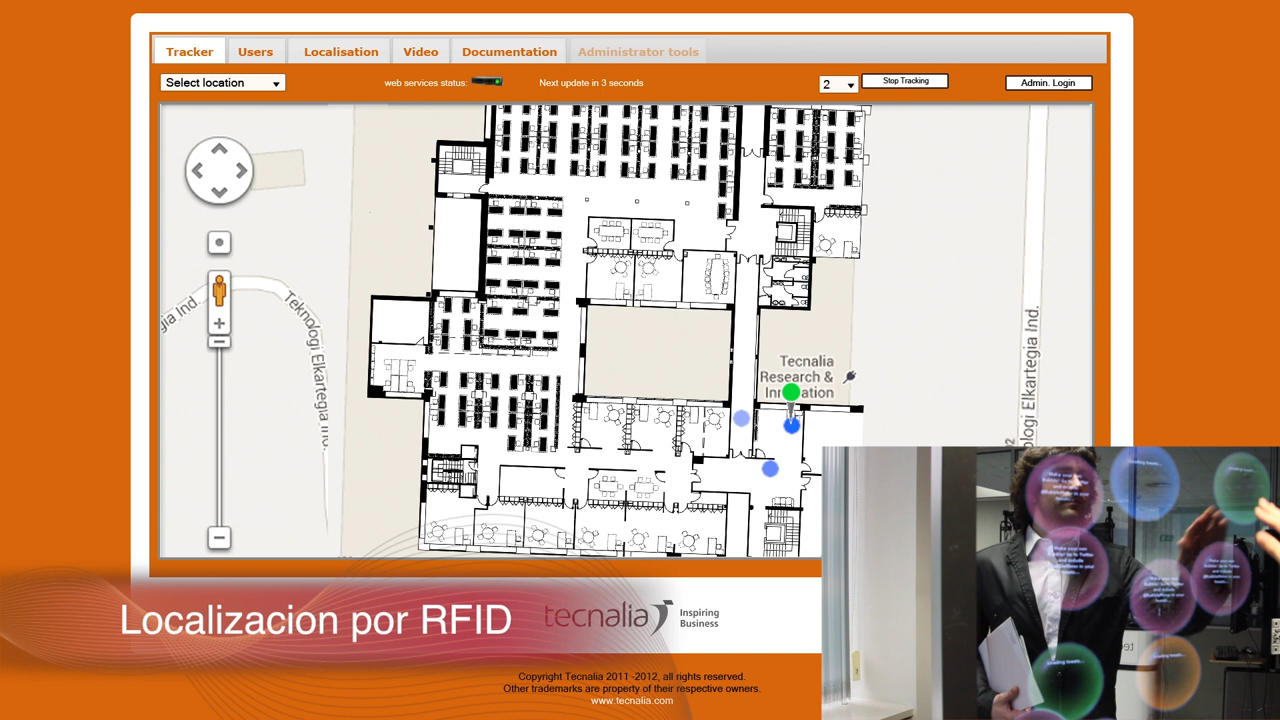 Tracker
Users
Localisation
Video
Documentation
Administrator tools
Select location
web services status:
Next update in 3 seconds
2
Stop Tracking
Admin. Login
gia Ind.
Teknologi Elkartegia Ind.
Tecnalia
Research &
Innovation
Teknologi Elkartegia Ind.
Localizacion por RFID
tecnalia
Inspiring
Business
Copyright Tecnalia 2011 -2012, all rights reserved.
Other trademarks are property of their respective owners.
www.tecnalia.com